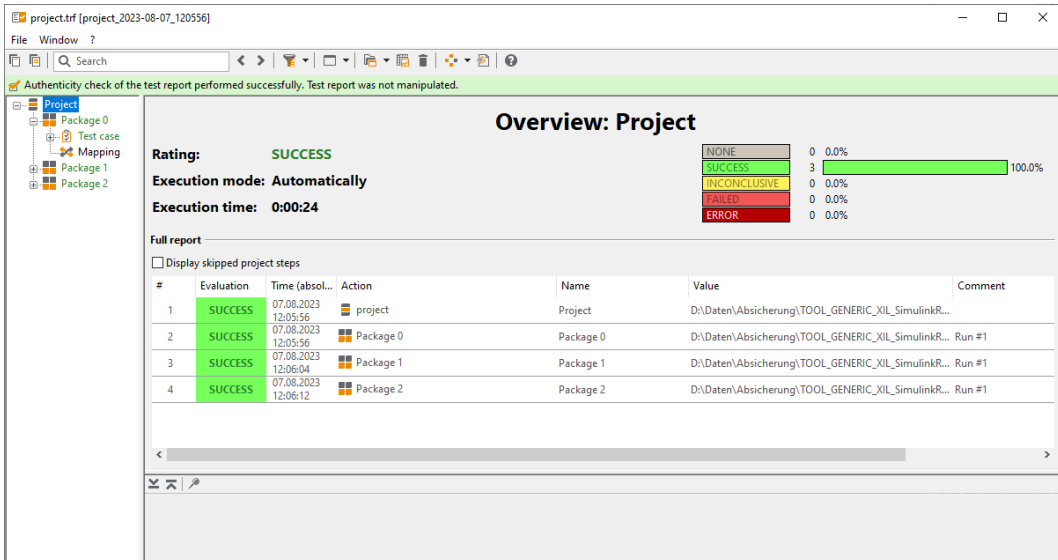 project.trf [project_2023-08-07_120556]
File Window ?
Search
Authenticity check of the test report performed successfully. Test report was not manipulated.
Project
Package 0
Test case
Mapping
Package 1
Package 2
Overview: Project
Rating: SUCCESS
Execution mode: Automatically
Execution time: 0:00:24
NONE 0 0.0%
SUCCESS 3 100.0%
INCONCLUSIVE 0 0.0%
FAILED 0 0.0%
ERROR 0 0.0%
Full report
Display skipped project steps
# Evaluation Time (absol... Action Name Value Comment
1 SUCCESS 07.08.2023 12:05:56 project Project D:\Daten\Absicherung\TOOL_GENERIC_XIL_SimulinkR...
2 SUCCESS 07.08.2023 12:05:56 Package 0 Package 0 D:\Daten\Absicherung\TOOL_GENERIC_XIL_SimulinkR... Run #1
3 SUCCESS 07.08.2023 12:06:04 Package 1 Package 1 D:\Daten\Absicherung\TOOL_GENERIC_XIL_SimulinkR... Run #1
4 SUCCESS 07.08.2023 12:06:12 Package 2 Package 2 D:\Daten\Absicherung\TOOL_GENERIC_XIL_SimulinkR... Run #1